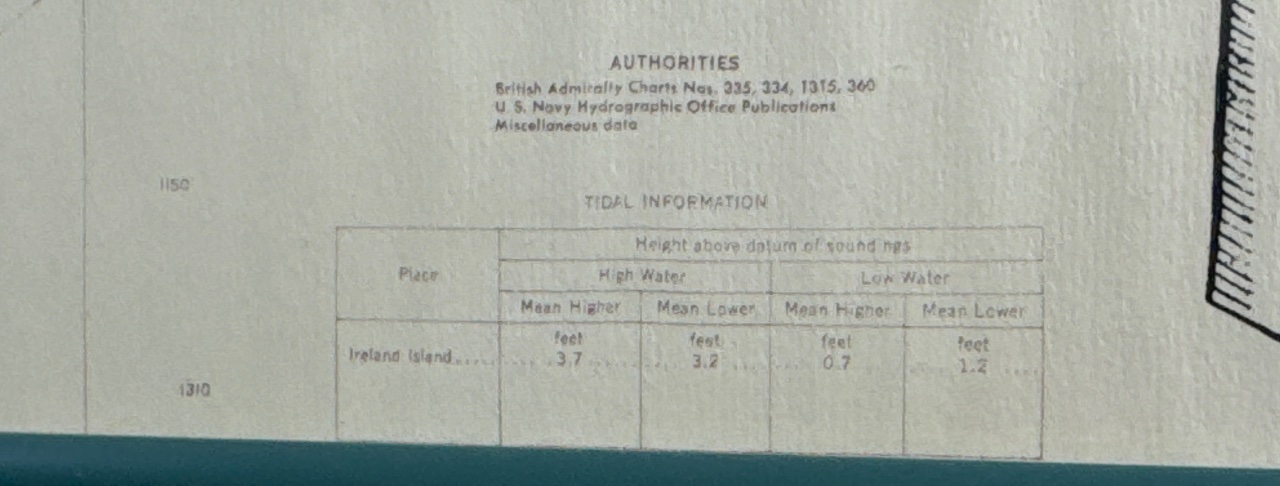 AUTHORITIES
British Admiralty Charts Nos. 335, 334, 1315, 360
U. S. Navy Hydrographic Office Publications
Miscellaneous data
1150
TIDAL INFORMATION
Place
Height above datum of soundings
High Water
Low Water
Mean Higher
Mean Lower
Mean Higher
Mean Lower
feet
feet
feet
feet
Ireland Island..... 3.7 3.2 0.7 1.2
1310